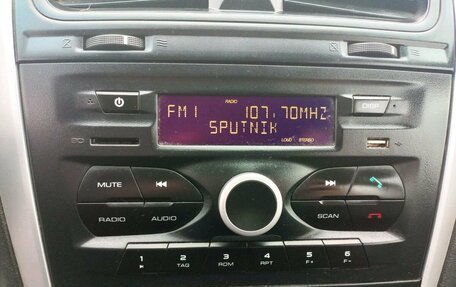 RADIO
FM1 107.70MHZ
SPUTNIK
LOUD STEREO
DISP
SD
MUTE
RADIO AUDIO
SCAN
1 2 3 4 5 6
TAG RDM RPT F+ F-